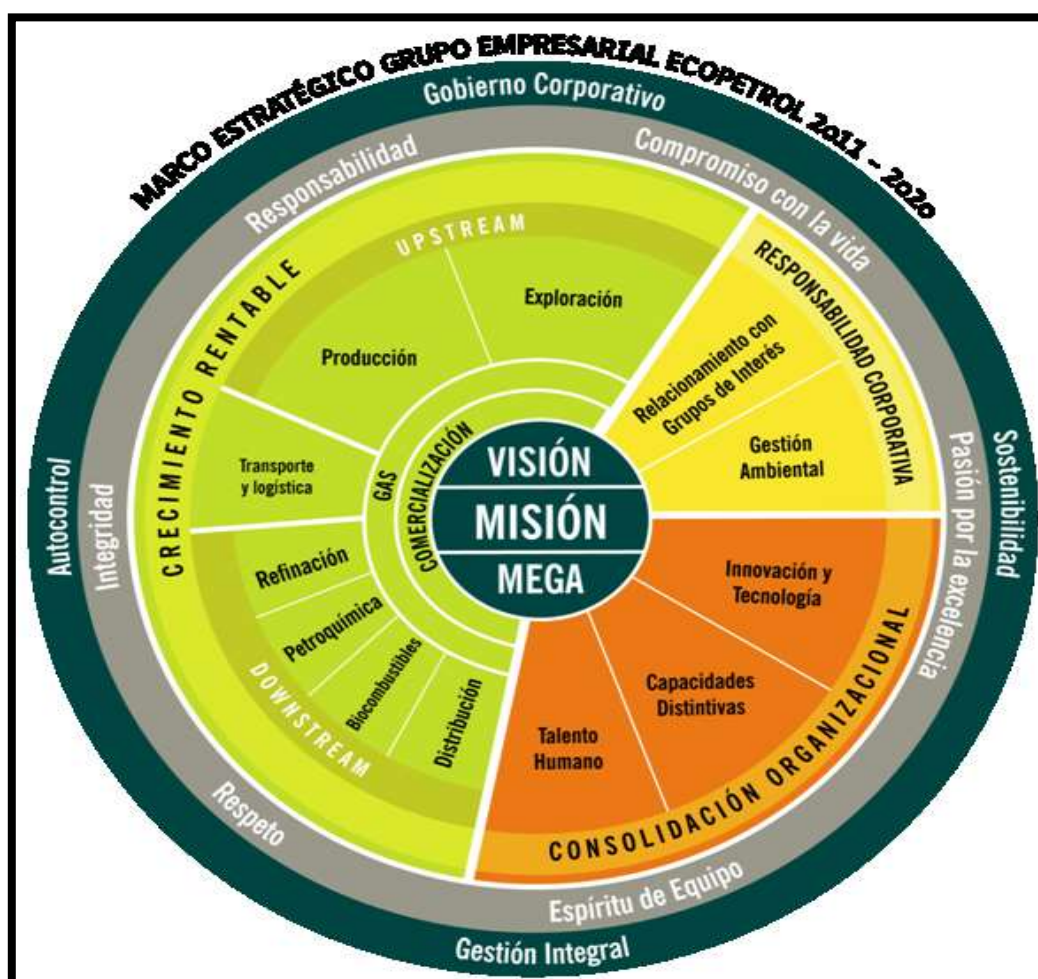 MARCO ESTRATÉGICO GRUPO EMPRESARIAL ECOPETROL 2011 - 2020
Gobierno Corporativo
Sostenibilidad
Gestión Integral
Autocontrol
Responsabilidad
Compromiso con la vida
Pasión por la excelencia
Espíritu de Equipo
Respeto
Integridad
CRECIMIENTO RENTABLE
UPSTREAM
Exploración
Producción
Transporte
y logística
Refinación
Petroquímica
Biocombustibles
Distribución
DOWNSTREAM
GAS
COMERCIALIZACIÓN
VISIÓN
MISIÓN
MEGA
RESPONSABILIDAD CORPORATIVA
Relacionamiento con
Grupos de Interés
Gestión
Ambiental
CONSOLIDACIÓN ORGANIZACIONAL
Innovación y
Tecnología
Capacidades
Distintivas
Talento
Humano